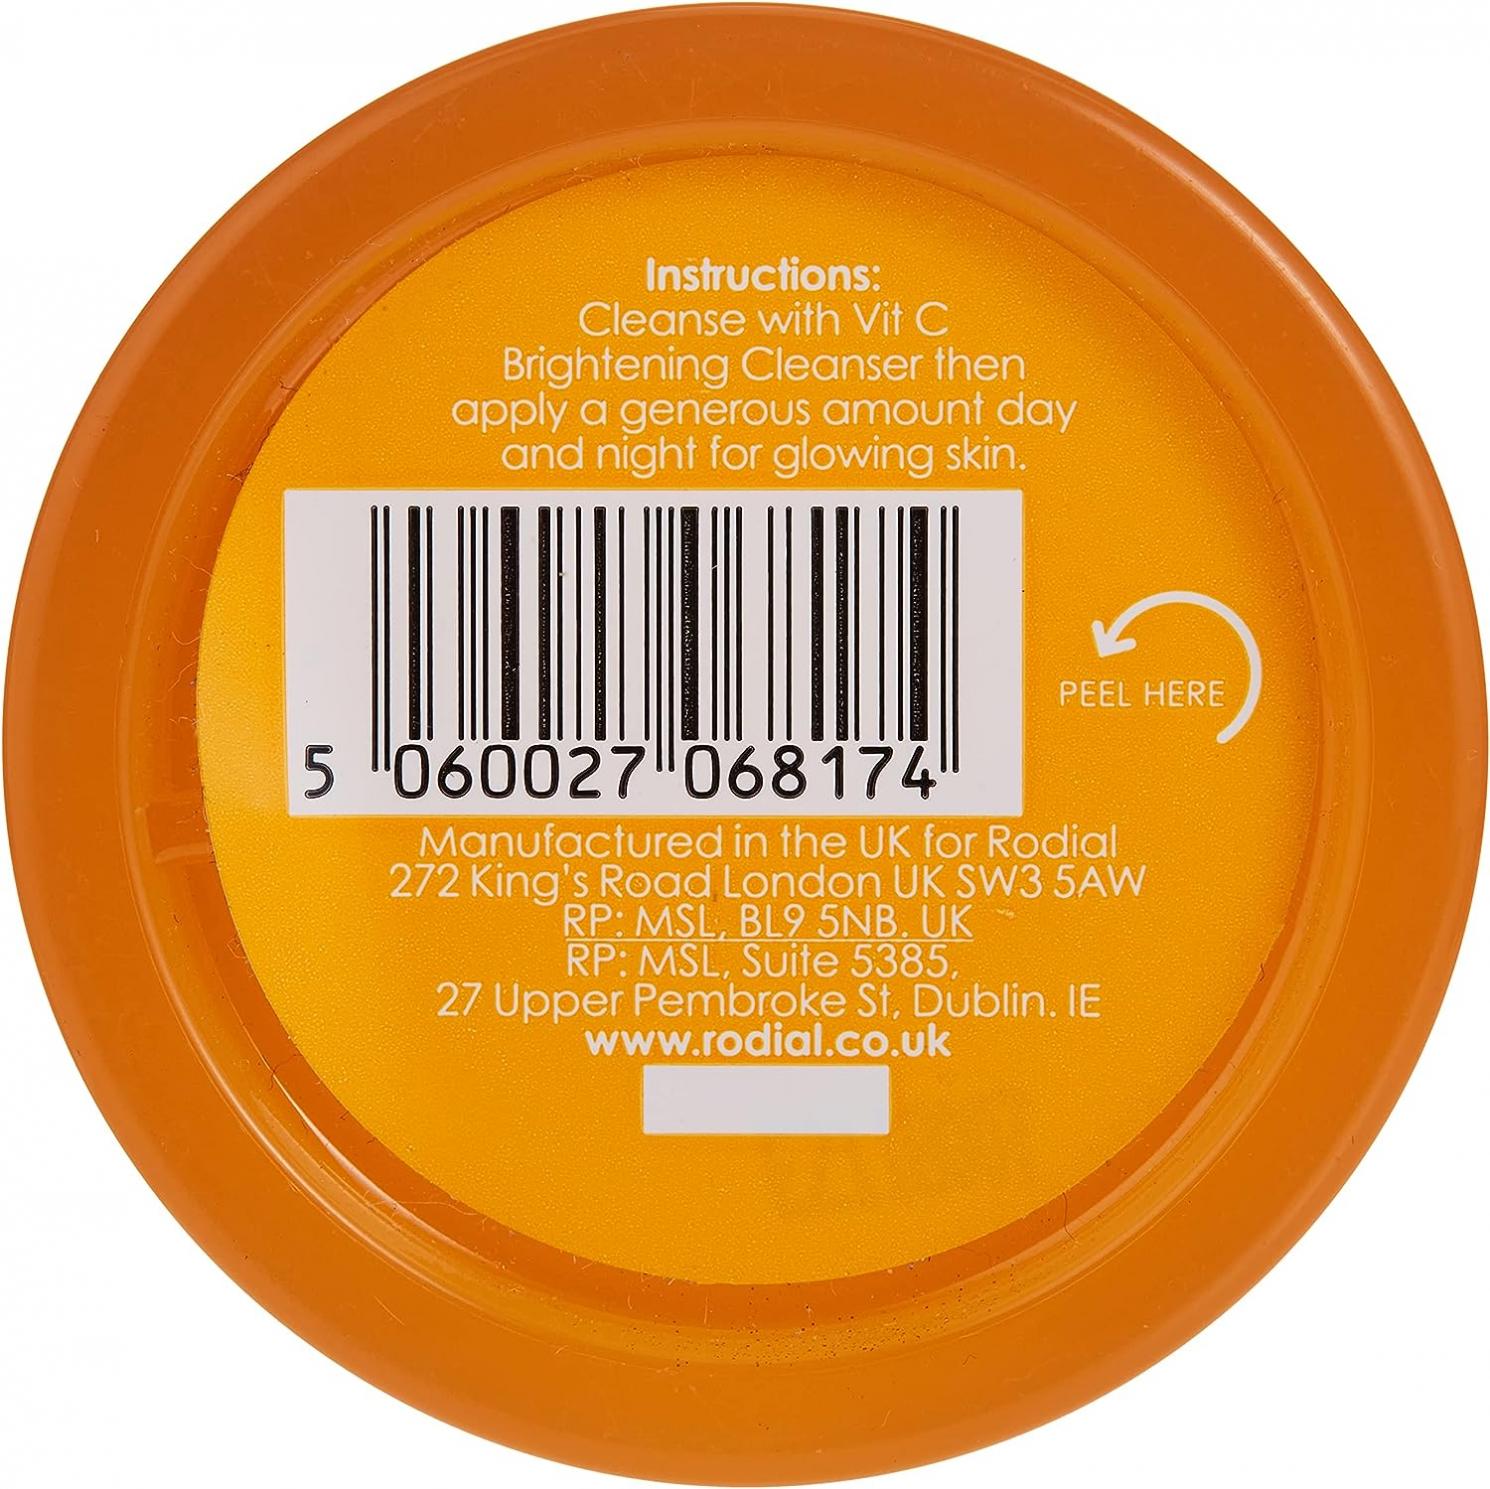 Instructions:
Cleanse with Vit C
Brightening Cleanser then
apply a generous amount day
and night for glowing skin.
PEEL HERE
5 060027 068174
Manufactured in the UK for Rodial
272 King's Road London UK SW3 5AW
RP: MSL, BL9 5NB. UK
RP: MSL, Suite 5385,
27 Upper Pembroke St, Dublin. IE
www.rodial.co.uk